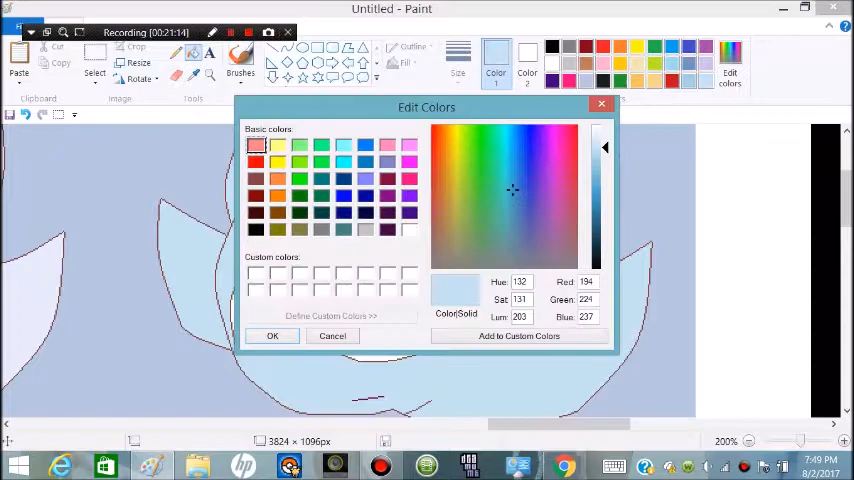 Untitled - Paint
Recording [00:21:14]
Paste
Cut
Copy
Clipboard
Select
Crop
Resize
Rotate
Image
Tools
Brushes
Shapes
Outline
Fill
Size
Color 1
Color 2
Colors
Edit colors
Edit Colors
Basic colors:
Custom colors:
Define Custom Colors >>
OK
Cancel
Color|Solid
Hue: 132
Sat: 131
Lum: 203
Red: 194
Green: 224
Blue: 237
Add to Custom Colors
3824 × 1096px
200%
7:49 PM
8/2/2017